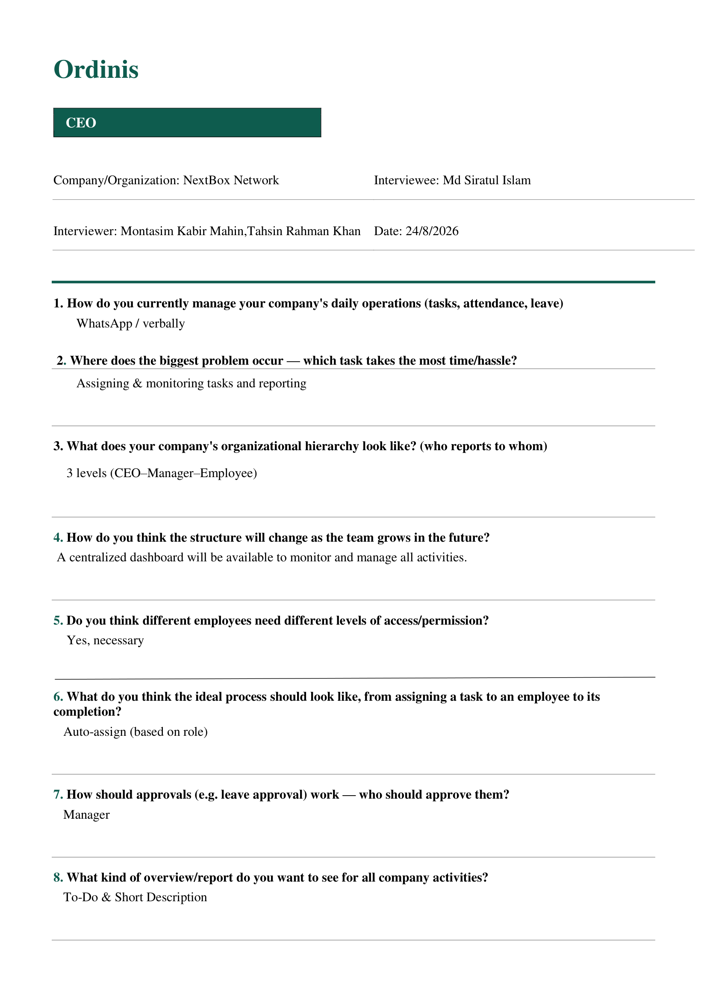 Ordinis
CEO
Company/Organization: NextBox Network
Interviewee: Md Siratul Islam
Interviewer: Montasim Kabir Mahin,Tahsin Rahman Khan
Date: 24/8/2026
1. How do you currently manage your company's daily operations (tasks, attendance, leave)
WhatsApp / verbally
2. Where does the biggest problem occur — which task takes the most time/hassle?
Assigning & monitoring tasks and reporting
3. What does your company's organizational hierarchy look like? (who reports to whom)
3 levels (CEO–Manager–Employee)
4. How do you think the structure will change as the team grows in the future?
A centralized dashboard will be available to monitor and manage all activities.
5. Do you think different employees need different levels of access/permission?
Yes, necessary
6. What do you think the ideal process should look like, from assigning a task to an employee to its
completion?
Auto-assign (based on role)
7. How should approvals (e.g. leave approval) work — who should approve them?
Manager
8. What kind of overview/report do you want to see for all company activities?
To-Do & Short Description